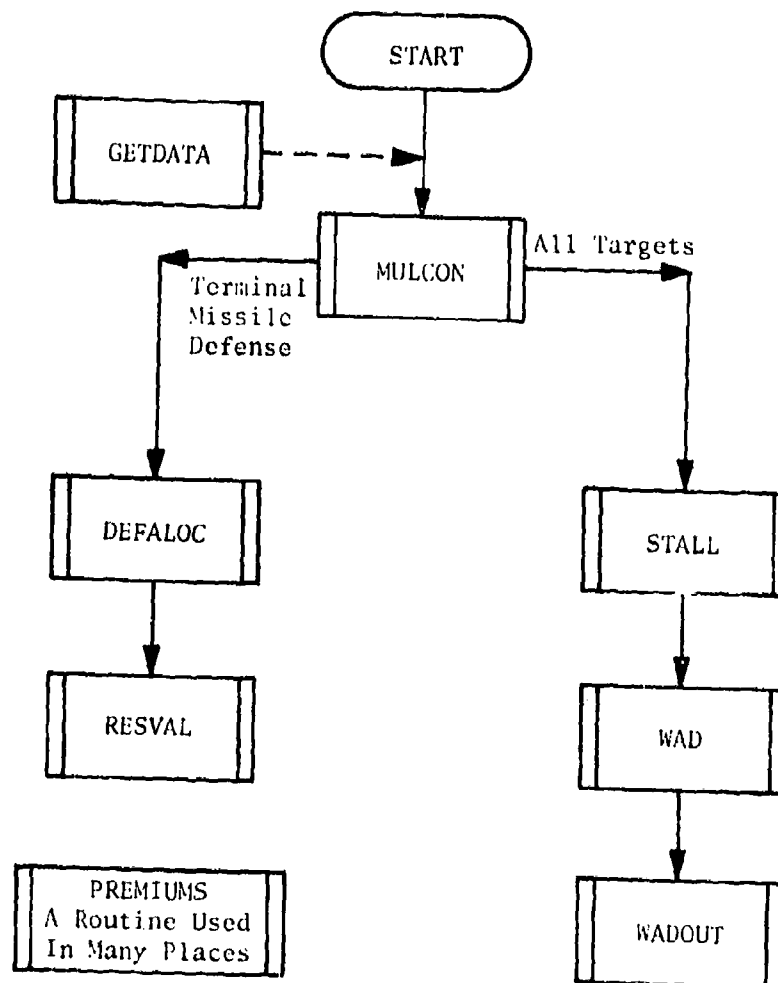 START
GETDATA
MULCON
All Targets
Terminal
Missile
Defense
DEFALOC
STALL
RESVAL
WAD
PREMIUMS
A Routine Used
In Many Places
WADOUT